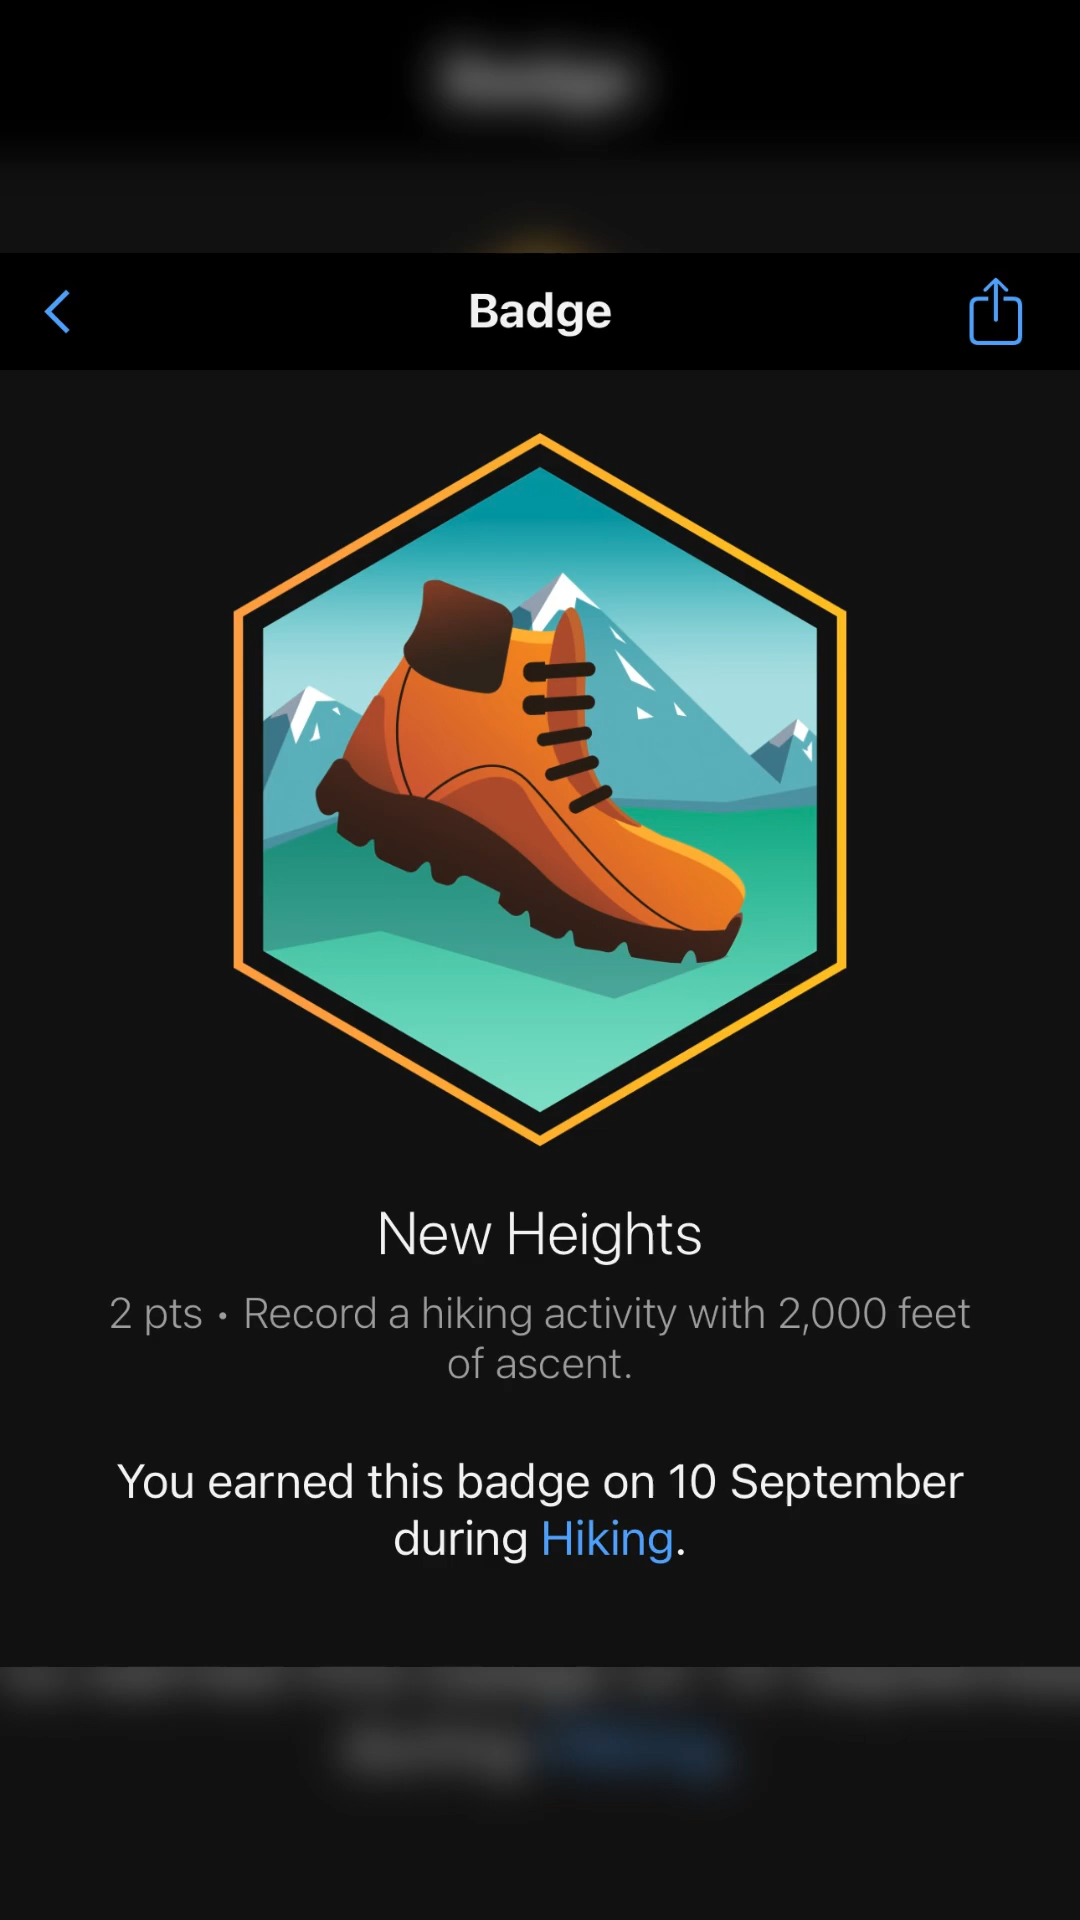 Badge
New Heights
2 pts • Record a hiking activity with 2,000 feet
of ascent.
You earned this badge on 10 September
during Hiking.